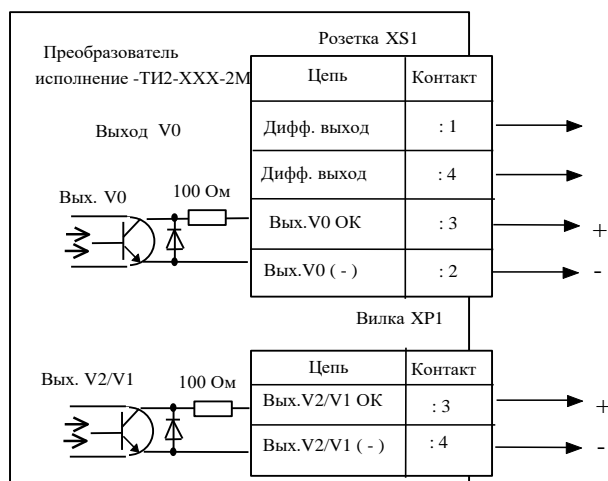 Розетка XS1
Преобразователь
исполнение -ТИ2-ХХХ-2М
Цепь Контакт
Выход V0
Дифф. выход : 1
Дифф. выход : 4
Вых. V0 100 Ом
Вых.V0 ОК : 3 +
Вых.V0 ( - ) : 2 -
Вилка XP1
Цепь Контакт
Вых. V2/V1 100 Ом
Вых.V2/V1 ОК : 3 +
Вых.V2/V1 ( - ) : 4 -